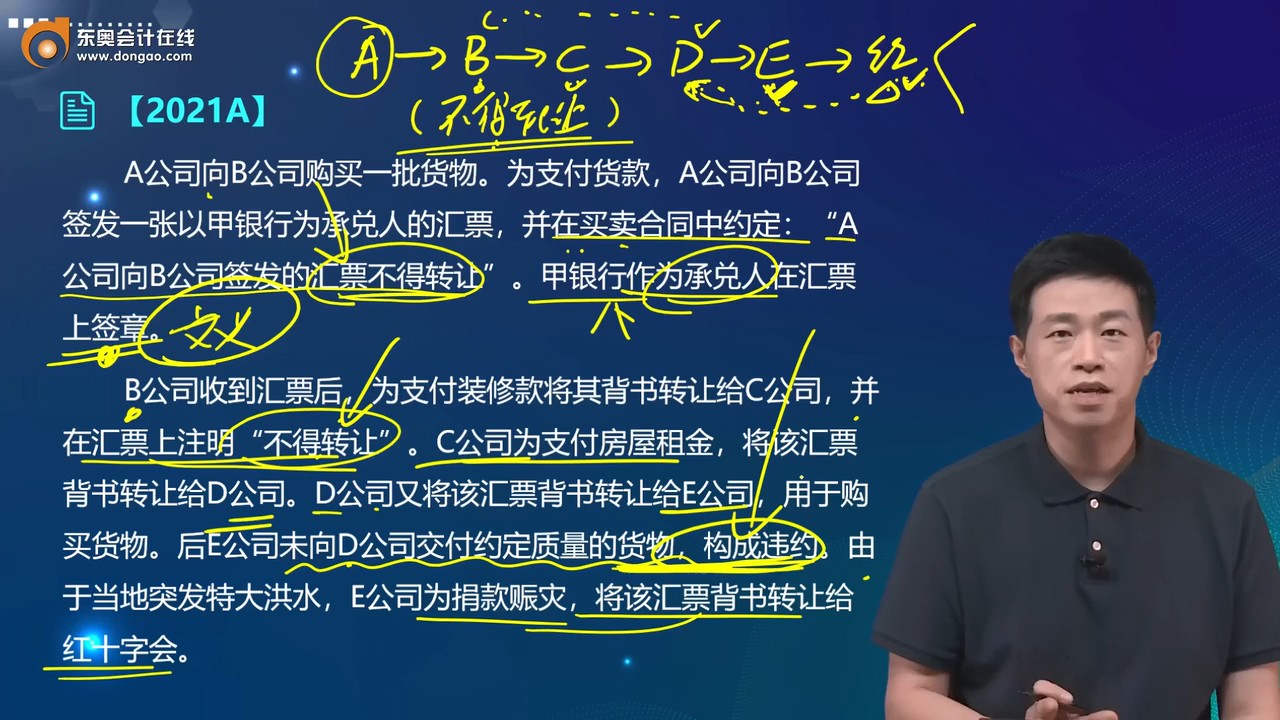 东奥会计在线
www.dongao.com
A→B→C→D→E→红
(不得转让)
【2021A】
A公司向B公司购买一批货物。为支付货款，A公司向B公司
签发一张以甲银行为承兑人的汇票，并在买卖合同中约定：“A
公司向B公司签发的汇票不得转让”。甲银行作为承兑人在汇票
上签章。
文义
B公司收到汇票后，为支付装修款将其背书转让给C公司，并
在汇票上注明“不得转让”。C公司为支付房屋租金，将该汇票
背书转让给D公司。D公司又将该汇票背书转让给E公司，用于购
买货物。后E公司未向D公司交付约定质量的货物，构成违约。由
于当地突发特大洪水，E公司为捐款赈灾，将该汇票背书转让给
红十字会。